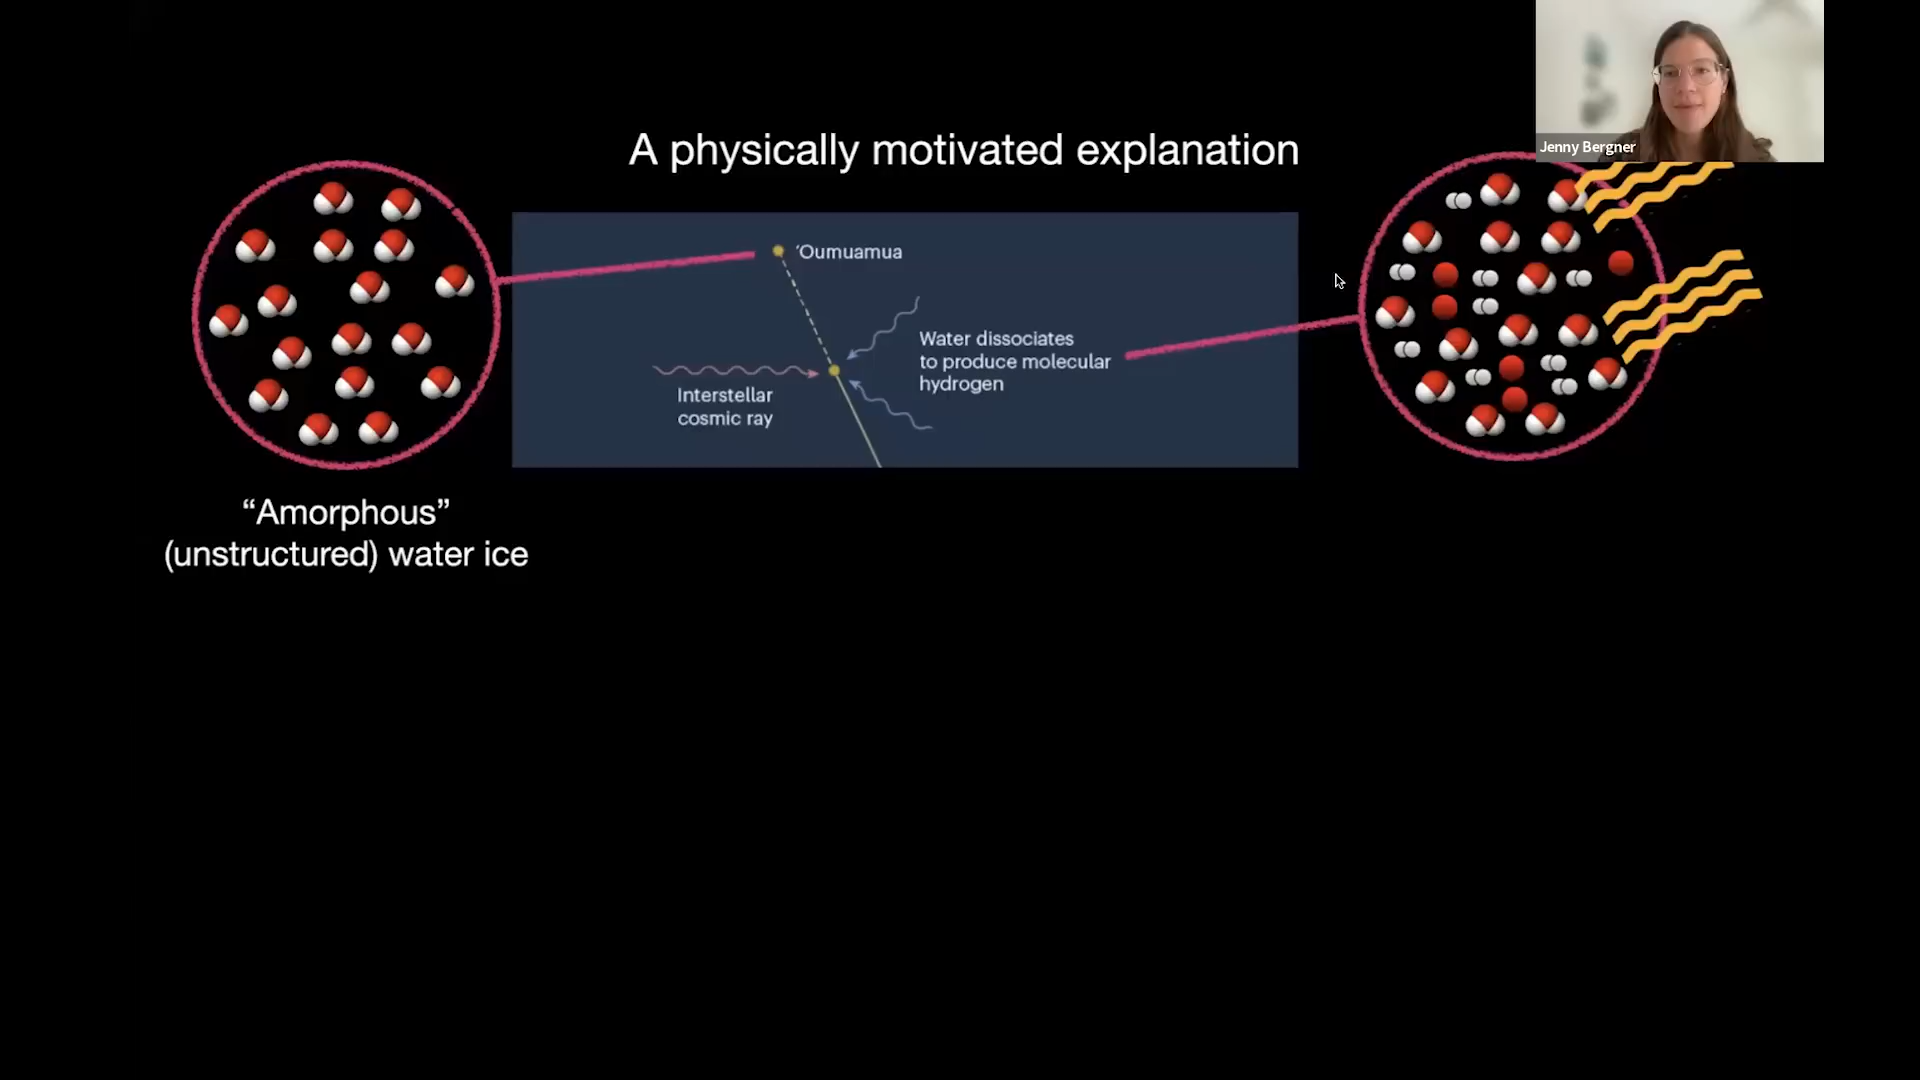 Jenny Bergner
A physically motivated explanation
‘Oumuamua
Water dissociates
to produce molecular
hydrogen
Interstellar
cosmic ray
“Amorphous”
(unstructured) water ice